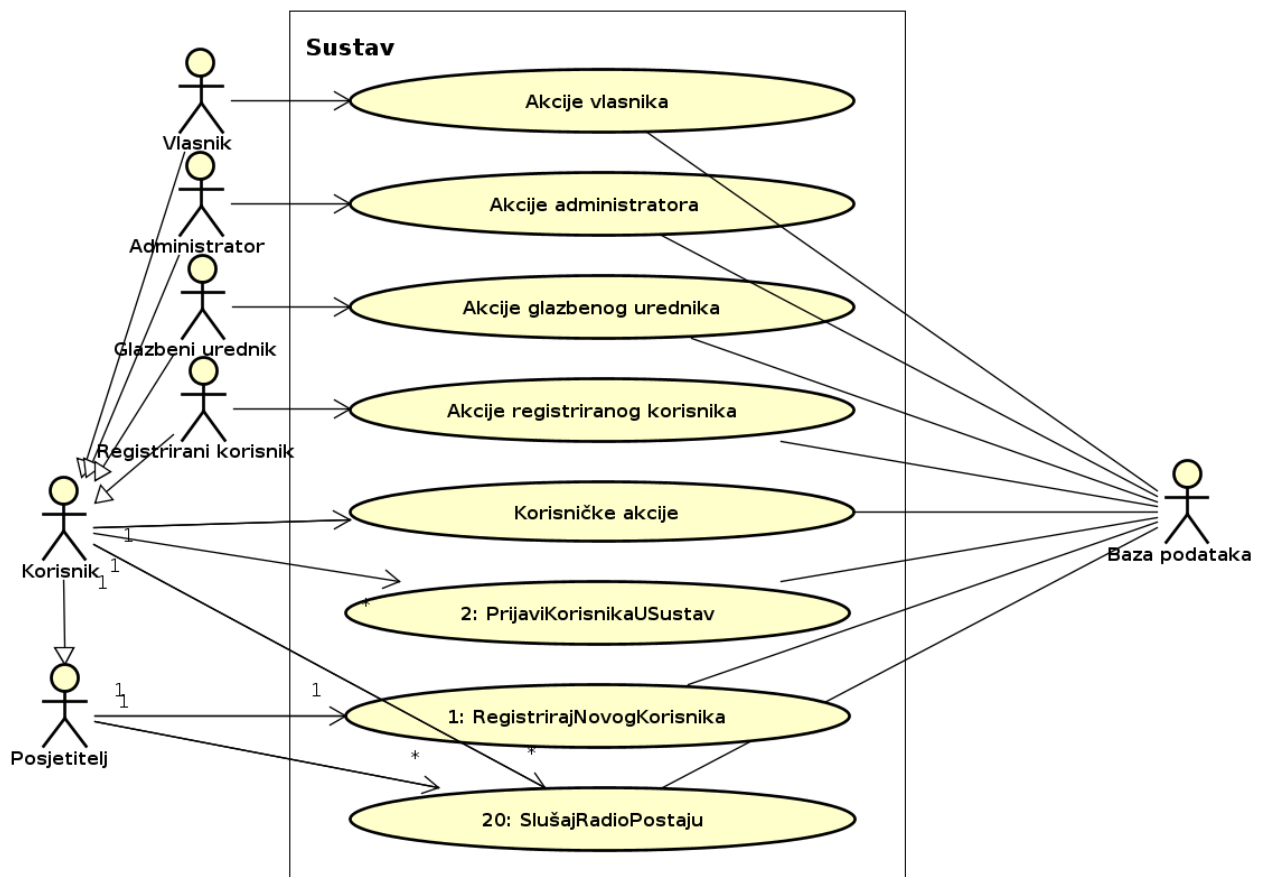 Sustav
Akcije vlasnika
Vlasnik
Akcije administratora
Administrator
Akcije glazbenog urednika
Glazbeni urednik
Akcije registriranog korisnika
Registrirani korisnik
Korisničke akcije
1
Baza podataka
1
Korisnik
1
*
2: PrijaviKorisnikaUSustav
1
1
1
1: RegistrirajNovogKorisnika
*
*
Posjetitelj
20: SlušajRadioPostaju